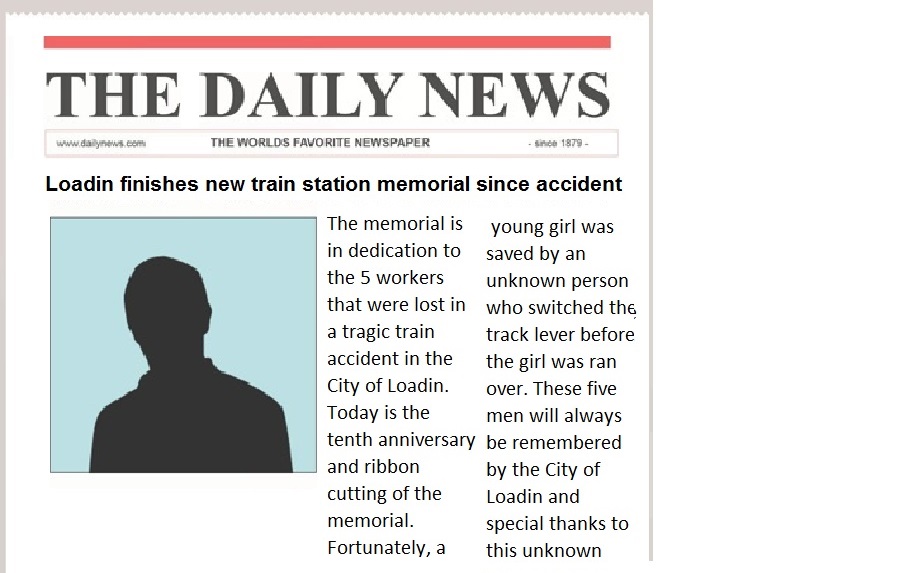 THE DAILY NEWS
www.dailynews.com
THE WORLDS FAVORITE NEWSPAPER
- since 1879 -
Loadin finishes new train station memorial since accident
The memorial is
in dedication to
the 5 workers
that were lost in
a tragic train
accident in the
City of Loadin.
Today is the
tenth anniversary
and ribbon
cutting of the
memorial.
Fortunately, a
young girl was
saved by an
unknown person
who switched the
track lever before
the girl was ran
over. These five
men will always
be remembered
by the City of
Loadin and
special thanks to
this unknown